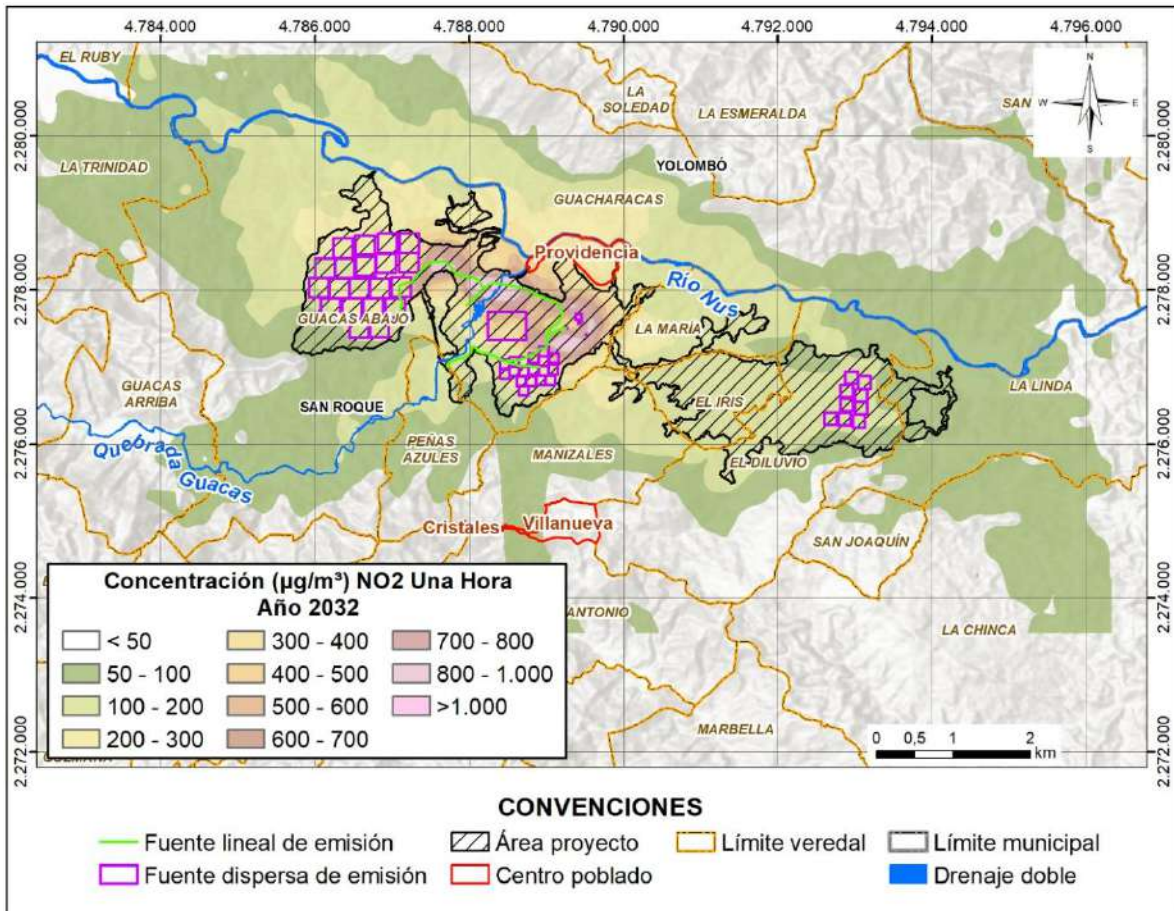 4.784.000 4.786.000 4.788.000 4.790.000 4.792.000 4.794.000 4.796.000
EL RUBY
LA SOLEDAD
LA ESMERALDA
SAN
N
W E
S
2.280.000 2.280.000
LA TRINIDAD
YOLOMBÓ
GUACHARACAS
Providencia
2.278.000 2.278.000
Río Nus
GUACAS ABAJO
LA MARÍA
GUACAS ARRIBA
SAN ROQUE
EL IRIS
LA LINDA
2.276.000 2.276.000
Quebrada Guacas
PEÑAS AZULES
MANIZALES
EL DILUVIO
Cristales
Villanueva
SAN JOAQUÍN
2.274.000 2.274.000
ANTONIO
LA CHINCA
MARBELLA
2.272.000 2.272.000
Concentración (µg/m³) NO2 Una Hora
Año 2032
< 50 300 - 400 700 - 800
50 - 100 400 - 500 800 - 1.000
100 - 200 500 - 600 >1.000
200 - 300 600 - 700
0 0,5 1 2
km
CONVENCIONES
Fuente lineal de emisión Área proyecto Límite veredal Límite municipal
Fuente dispersa de emisión Centro poblado Drenaje doble